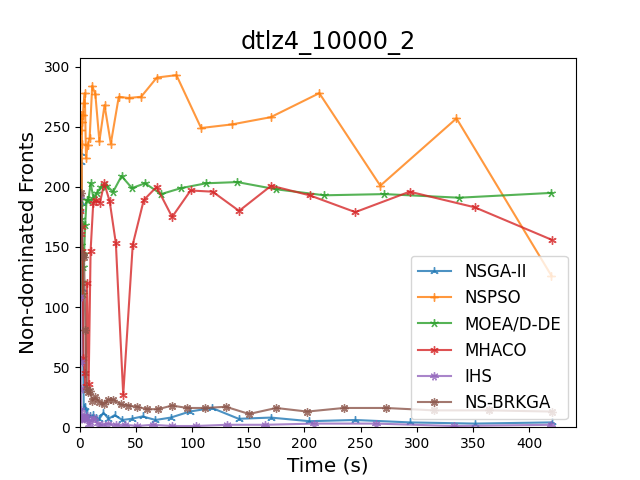 dtlz4_10000_2
Non-dominated Fronts
300
250
200
150
100
50
0
0 50 100 150 200 250 300 350 400
Time (s)
NSGA-II
NSPSO
MOEA/D-DE
MHACO
IHS
NS-BRKGA